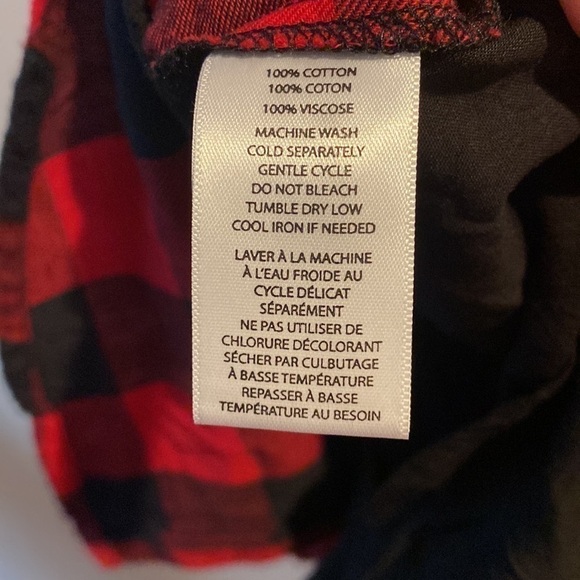 100% COTTON
100% COTON
100% VISCOSE
MACHINE WASH
COLD SEPARATELY
GENTLE CYCLE
DO NOT BLEACH
TUMBLE DRY LOW
COOL IRON IF NEEDED
LAVER À LA MACHINE
À L'EAU FROIDE AU
CYCLE DÉLICAT
SÉPARÉMENT
NE PAS UTILISER DE
CHLORURE DÉCOLORANT
SÉCHER PAR CULBUTAGE
À BASSE TEMPÉRATURE
REPASSER À BASSE
TEMPÉRATURE AU BESOIN